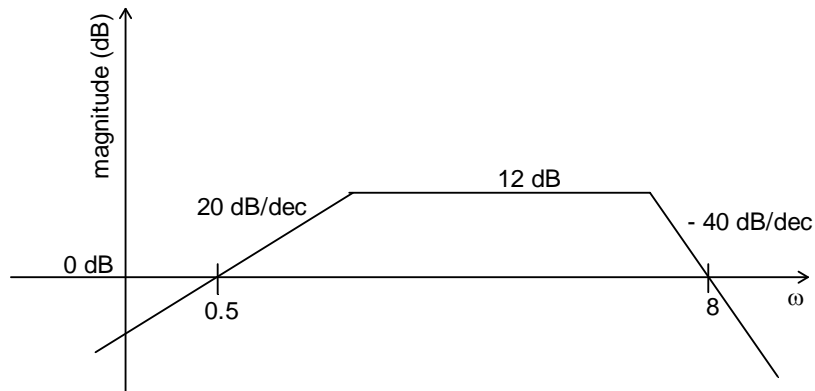 magnitude (dB)
12 dB
20 dB/dec
- 40 dB/dec
0 dB
0.5
8
ω